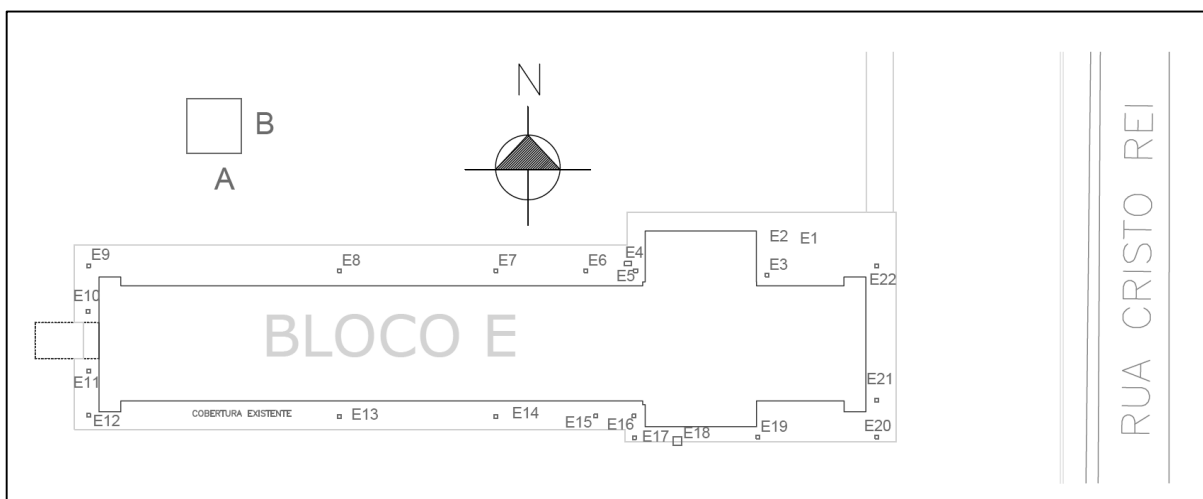 N
B
A
E9
E8
E7
E6
E4
E5
E2
E1
E3
E22
E10
BLOCO E
E11
E12
COBERTURA EXISTENTE
E13
E14
E15
E16
E17
E18
E19
E21
E20
RUA CRISTO REI